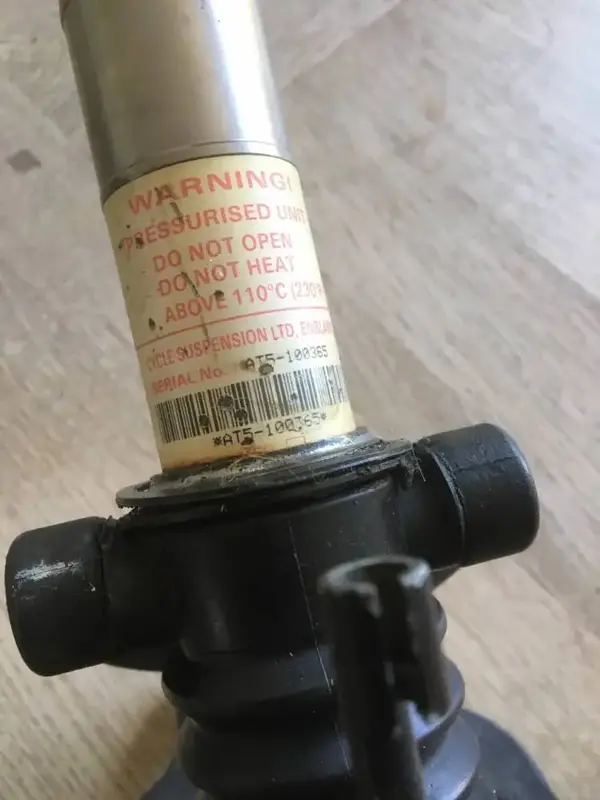 WARNING!
PRESSURISED UNIT
DO NOT OPEN
DO NOT HEAT
ABOVE 110°C (230°F
CYCLE SUSPENSION LTD, ENGLAND
SERIAL No. AT5-100365
*AT5-100365*